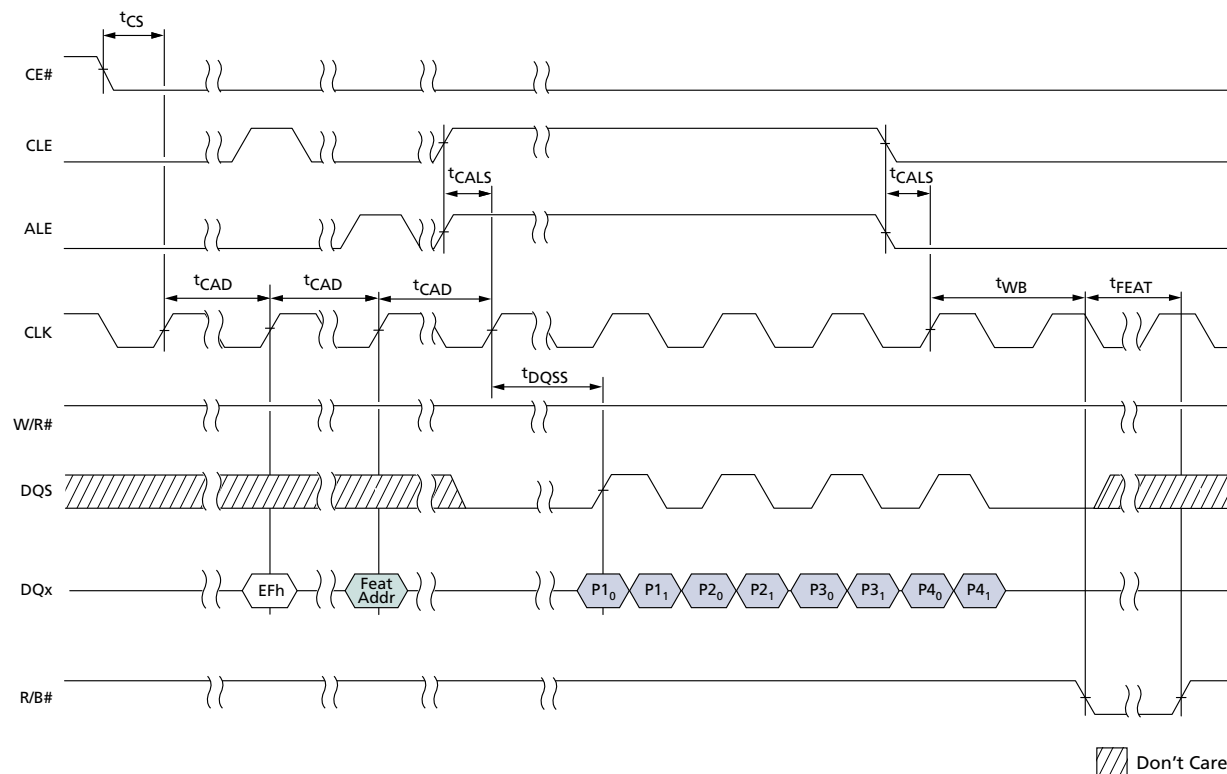 tCS
CE#
CLE
tCALS
tCALS
ALE
tCAD
tCAD
tCAD
tWB
tFEAT
CLK
tDQSS
W/R#
DQS
DQx
EFh
Feat
Addr
P1₀
P1₁
P2₀
P2₁
P3₀
P3₁
P4₀
P4₁
R/B#
Don't Care